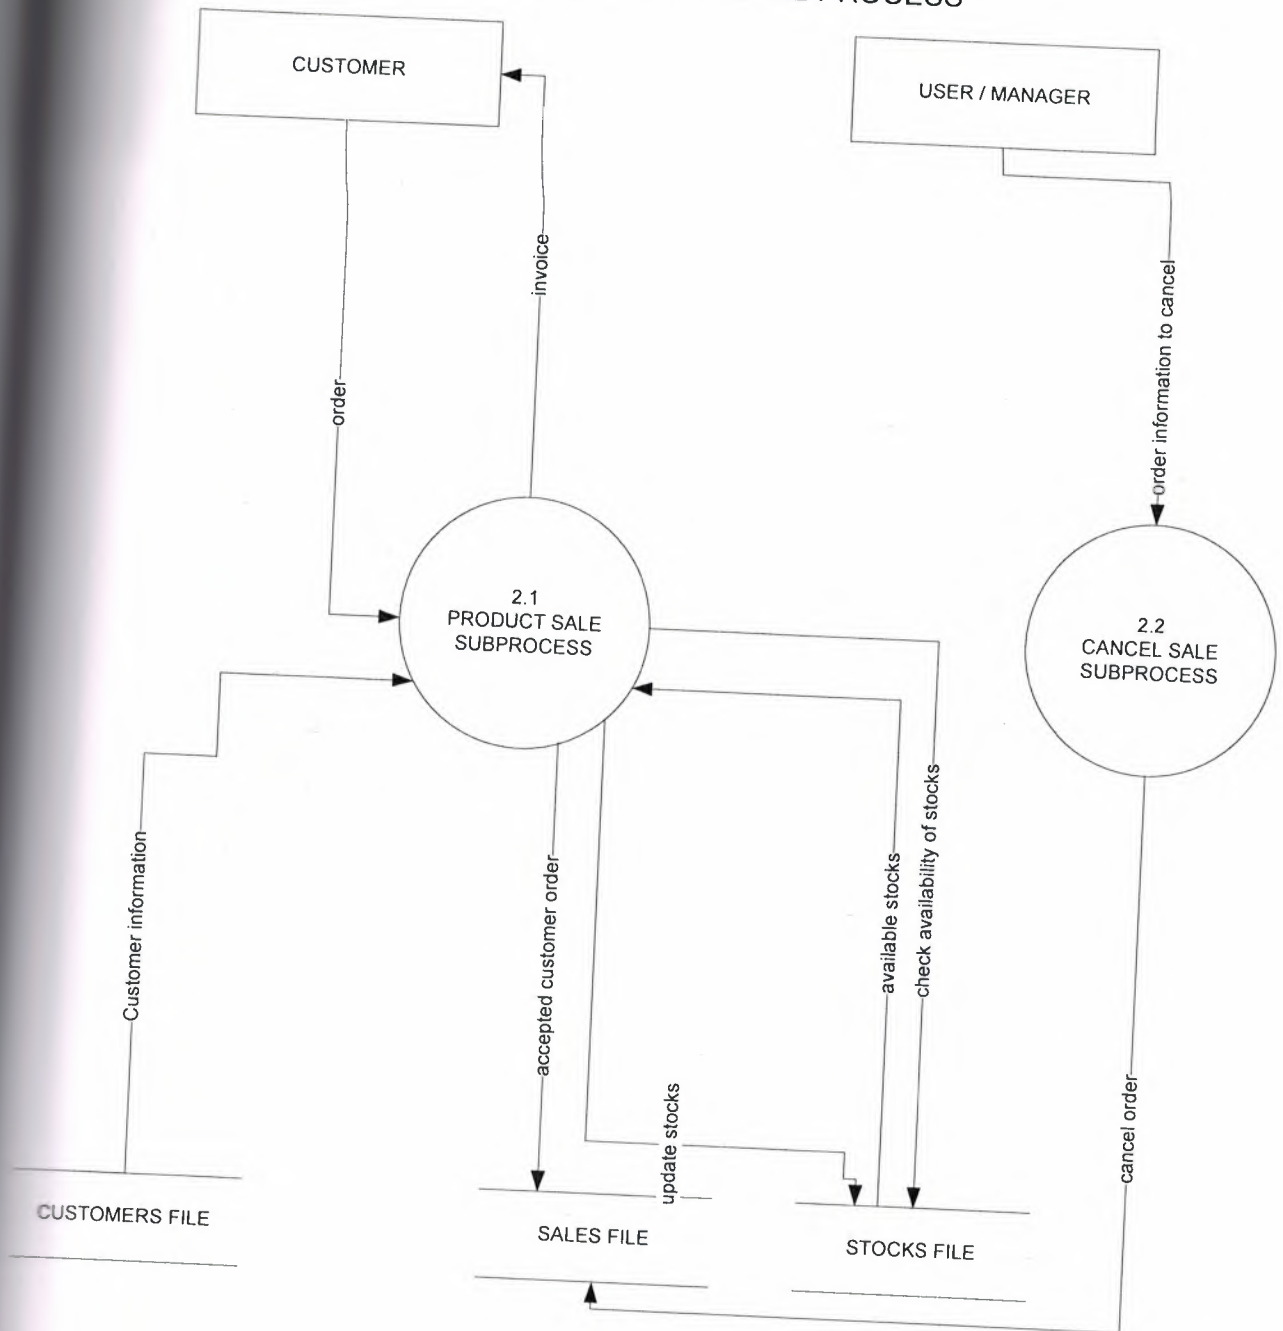 PROCESS
CUSTOMER
USER / MANAGER
invoice
order information to cancel
order
2.1
PRODUCT SALE
SUBPROCESS
2.2
CANCEL SALE
SUBPROCESS
Customer information
accepted customer order
available stocks
check availability of stocks
update stocks
cancel order
CUSTOMERS FILE
SALES FILE
STOCKS FILE